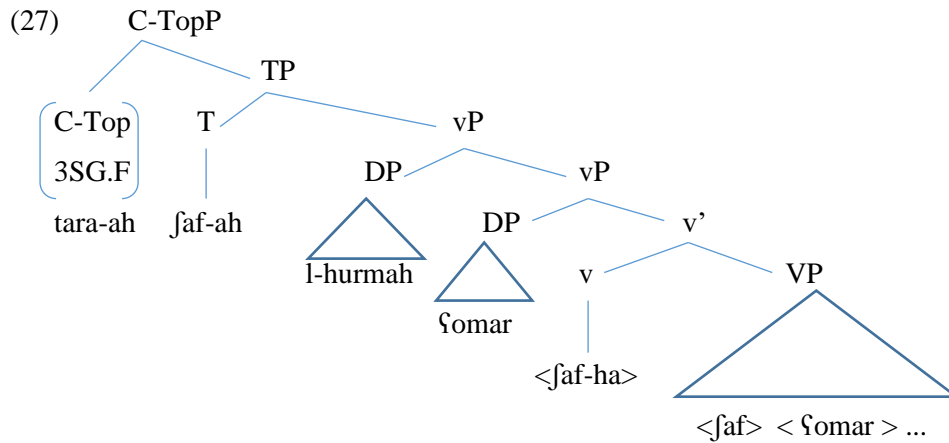 (27) C-TopP
TP
C-Top T vP
3SG.F DP vP
tara-ah ʃaf-ah DP v’
l-hurmah v VP
ʕomar
<ʃaf-ha>
<ʃaf> < ʕomar > ...